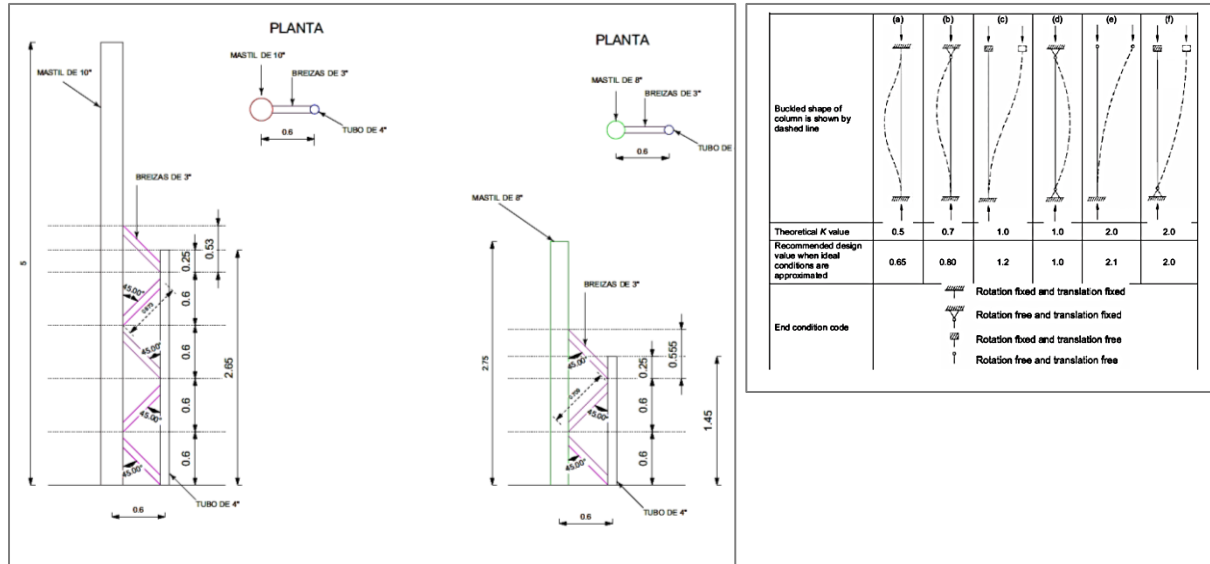 PLANTA
MASTIL DE 10"
MASTIL DE 10"
BREIZAS DE 3"
TUBO DE 4"
0.6
BREIZAS DE 3"
5
0.53
0.25
0.6
0.6
0.6
0.6
2.65
45.00°
45.00°
45.00°
45.00°
TUBO DE 4"
0.6
PLANTA
MASTIL DE 8"
BREIZAS DE 3"
TUBO DE
0.6
MASTIL DE 8"
BREIZAS DE 3"
2.75
0.555
0.25
0.6
0.6
1.45
45.00°
45.00°
45.00°
TUBO DE 4"
0.6
(a) (b) (c) (d) (e) (f)
Buckled shape of
column is shown by
dashed line
Theoretical K value 0.5 0.7 1.0 1.0 2.0 2.0
Recommended design
value when ideal
conditions are
approximated
0.65 0.80 1.2 1.0 2.1 2.0
End condition code
Rotation fixed and translation fixed
Rotation free and translation fixed
Rotation fixed and translation free
Rotation free and translation free